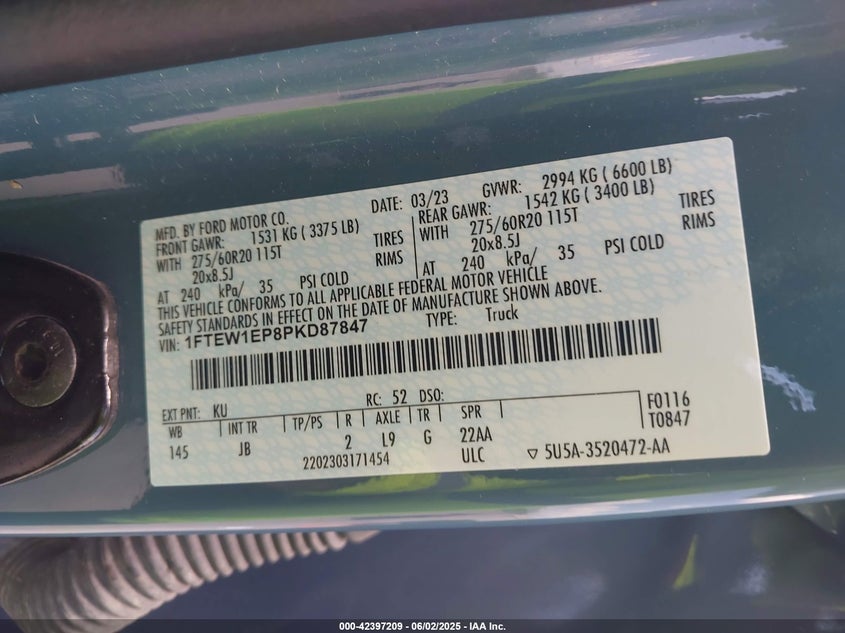 MFD. BY FORD MOTOR CO. DATE: 03/23 GVWR: 2994 KG ( 6600 LB)
FRONT GAWR: 1531 KG ( 3375 LB) REAR GAWR: 1542 KG ( 3400 LB)
WITH 275/60R20 115T TIRES WITH 275/60R20 115T TIRES
20x8.5J RIMS 20x8.5J RIMS
AT 240 kPa/ 35 PSI COLD AT 240 kPa/ 35 PSI COLD
THIS VEHICLE CONFORMS TO ALL APPLICABLE FEDERAL MOTOR VEHICLE
SAFETY STANDARDS IN EFFECT ON THE DATE OF MANUFACTURE SHOWN ABOVE.
VIN: 1FTEW1EP8PKD87847 TYPE: Truck
EXT PNT: KU RC: 52 DSO: F0116
WB INT TR TP/PS R AXLE TR SPR T0847
145 JB 2 L9 G 22AA
2202303171454 ULC ▽ 5U5A-3520472-AA
000-42397209 - 06/02/2025 - IAA Inc.